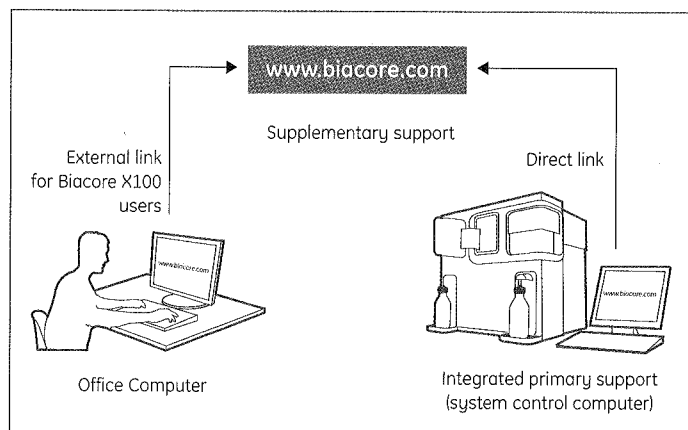 www.biacore.com
Supplementary support
External link
for Biacore X100
users
Direct link
www.biacore.com
www.biacore.com
Office Computer
Integrated primary support
(system control computer)